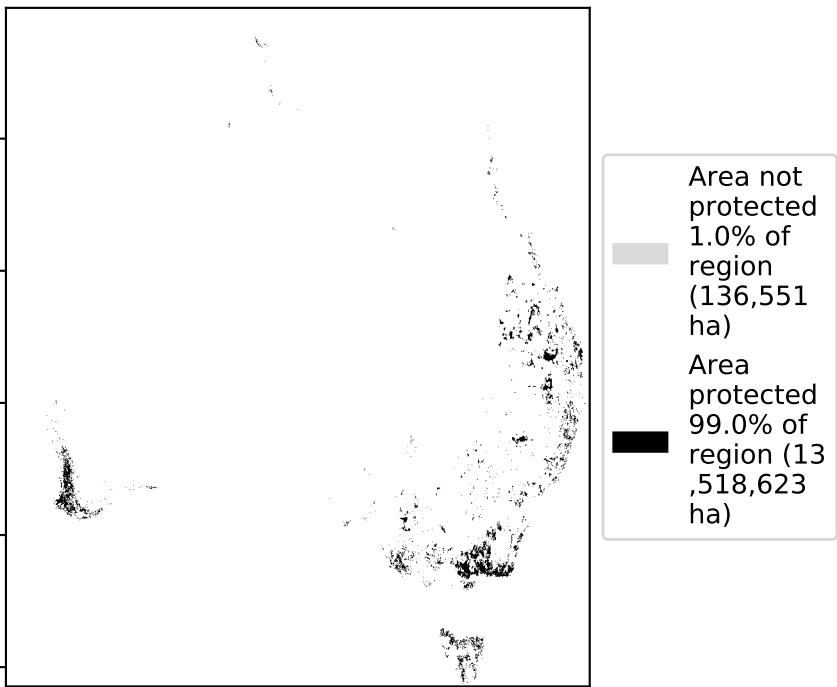 Area not
protected
1.0% of
region
(136,551
ha)
Area
protected
99.0% of
region (13
,518,623
ha)